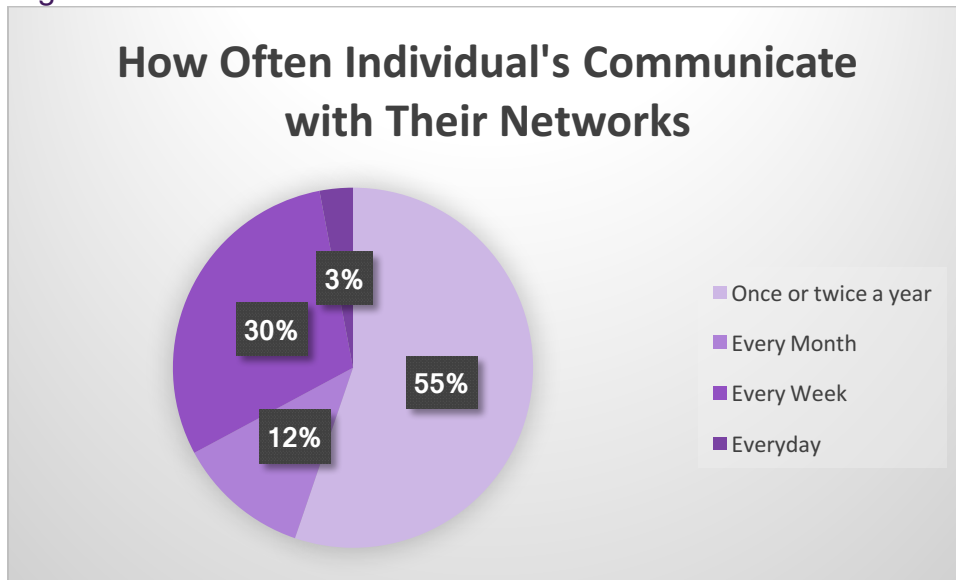 How Often Individual's Communicate
with Their Networks
3%
30%
55%
12%
Once or twice a year
Every Month
Every Week
Everyday